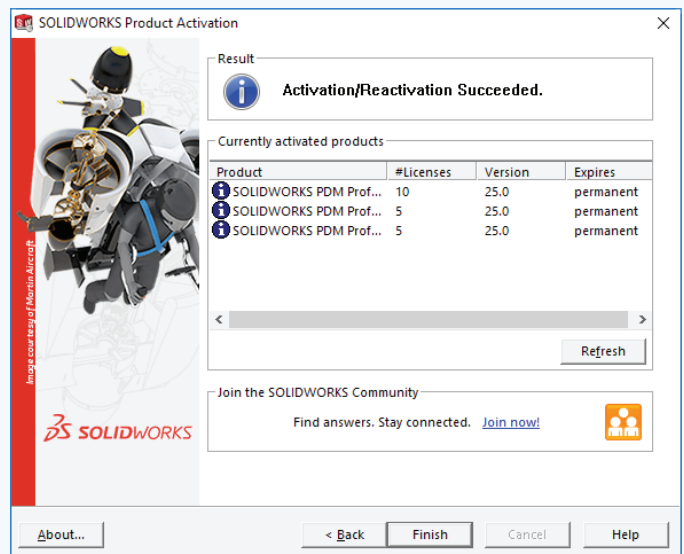 SOLIDWORKS Product Activation
Result
Activation/Reactivation Succeeded.
Currently activated products
Product #Licenses Version Expires
SOLIDWORKS PDM Prof... 10 25.0 permanent
SOLIDWORKS PDM Prof... 5 25.0 permanent
SOLIDWORKS PDM Prof... 5 25.0 permanent
Refresh
Join the SOLIDWORKS Community
Find answers. Stay connected. Join now!
Image courtesy of Martin Aircraft
SOLIDWORKS
About... < Back Finish Cancel Help